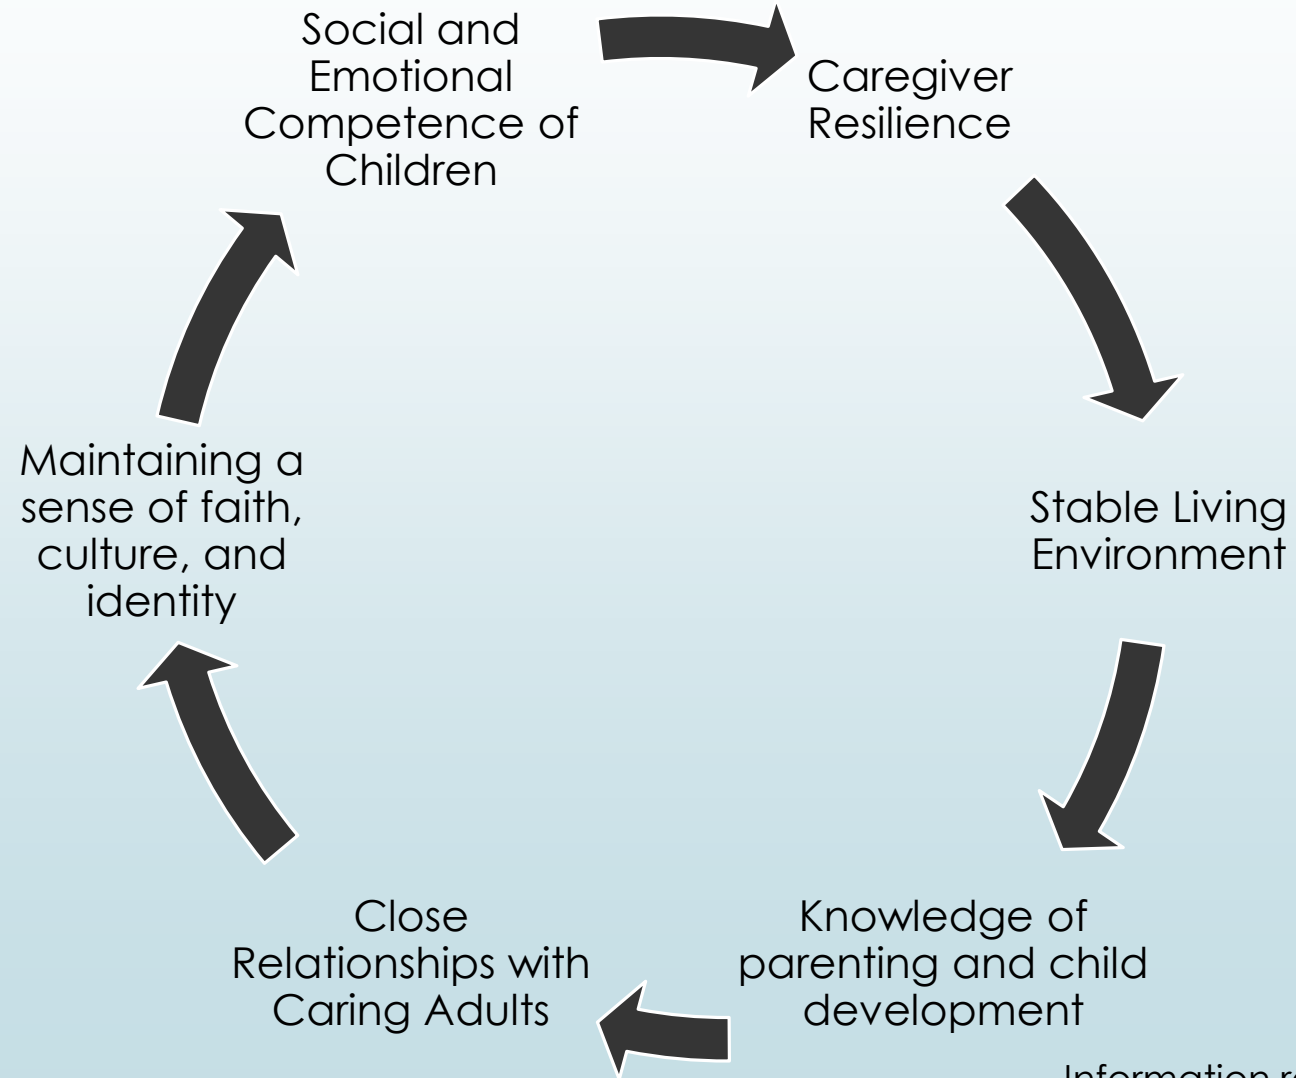 Social and
Emotional
Competence of
Children
Caregiver
Resilience
Stable Living
Environment
Knowledge of
parenting and child
development
Close
Relationships with
Caring Adults
Maintaining a
sense of faith,
culture, and
identity
Information